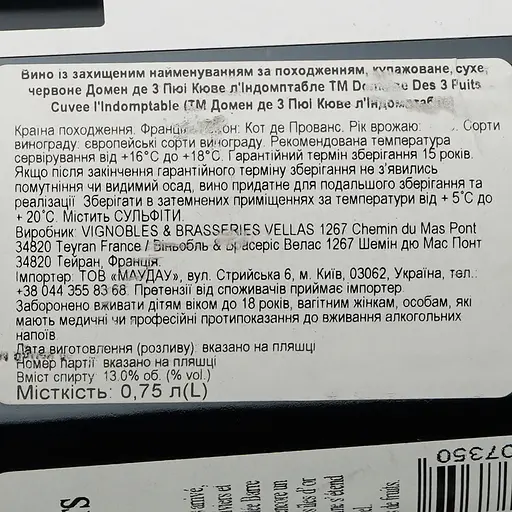 Вино із захищеним найменуванням за походженням, купажоване, сухе,
червоне Домен де 3 Пюі Кюве л'Індомптабле ТМ Domaine Des 3 Puits
Cuvee l'Indomptable (ТМ Домен де 3 Пюі Кюве л'Індомптабле
Країна походження: Франція. Регіон: Кот де Прованс. Рік врожаю: Сорти
винограду: європейські сорти винограду. Рекомендована температура
сервірування від +16°С до +18°С. Гарантійний термін зберігання 15 років.
Якщо після закінчення гарантійного терміну зберігання не з'явились
помутніння чи видимий осад, вино придатне для подальшого зберігання та
реалізації. Зберігати в затемнених приміщеннях за температури від + 5°С до
+ 20°С. Містить СУЛЬФІТИ.
Виробник: VIGNOBLES & BRASSERIES VELLAS 1267 Chemin du Mas Pont
34820 Teyran France / Віньобль & Брасеріс Велас 1267 Шемін дю Мас Понт
34820 Тейран, Франція.
Імпортер: ТОВ «МАУДАУ», вул. Стрийська 6, м. Київ, 03062, Україна, тел.:
+38 044 355 83 68. Претензії від споживачів приймає імпортер.
Заборонено вживати дітям віком до 18 років, вагітним жінкам, особам, які
мають медичні чи професійні протипоказання до вживання алкогольних
напоїв.
Дата виготовлення (розливу): вказано на пляшці
Номер партії: вказано на пляшці
Вміст спирту: 13.0% об. (% vol.)
Місткість: 0,75 л(L)
07350